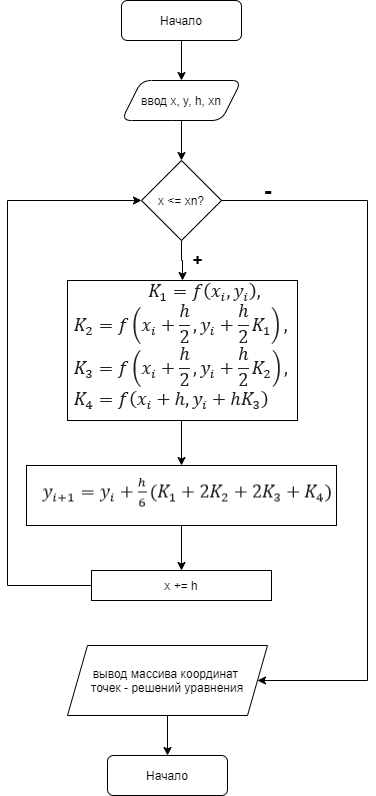 Начало
ввод x, y, h, xn
x <= xn?
-
+
K₁ = f(xᵢ, yᵢ),
K₂ = f(xᵢ + h/2, yᵢ + h/2 K₁),
K₃ = f(xᵢ + h/2, yᵢ + h/2 K₂),
K₄ = f(xᵢ + h, yᵢ + hK₃)
yᵢ₊₁ = yᵢ + h/6 (K₁ + 2K₂ + 2K₃ + K₄)
x += h
вывод массива координат
точек - решений уравнения
Начало